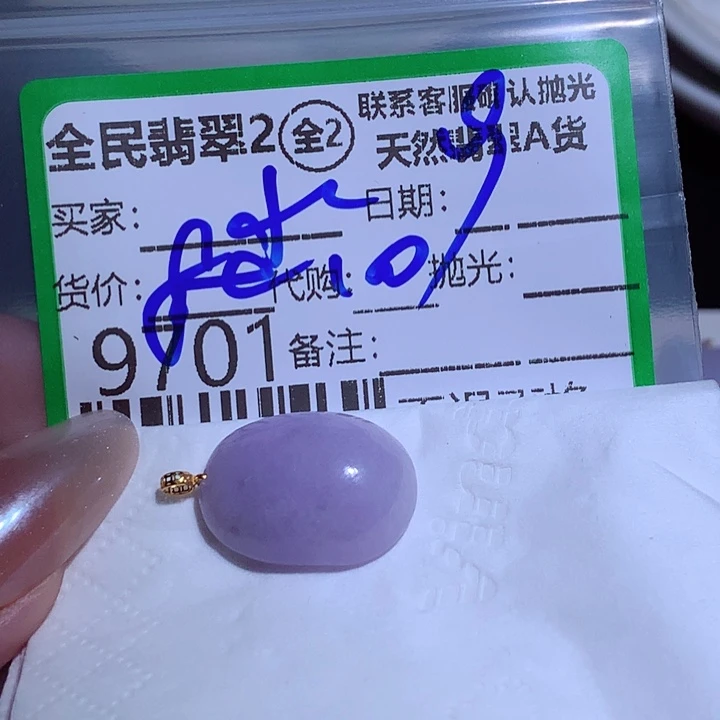 全民翡翠2 全2
联系客服确认抛光
天然翡翠A货
买家:
日期:
货价:
代购:
抛光:
9701
备注: